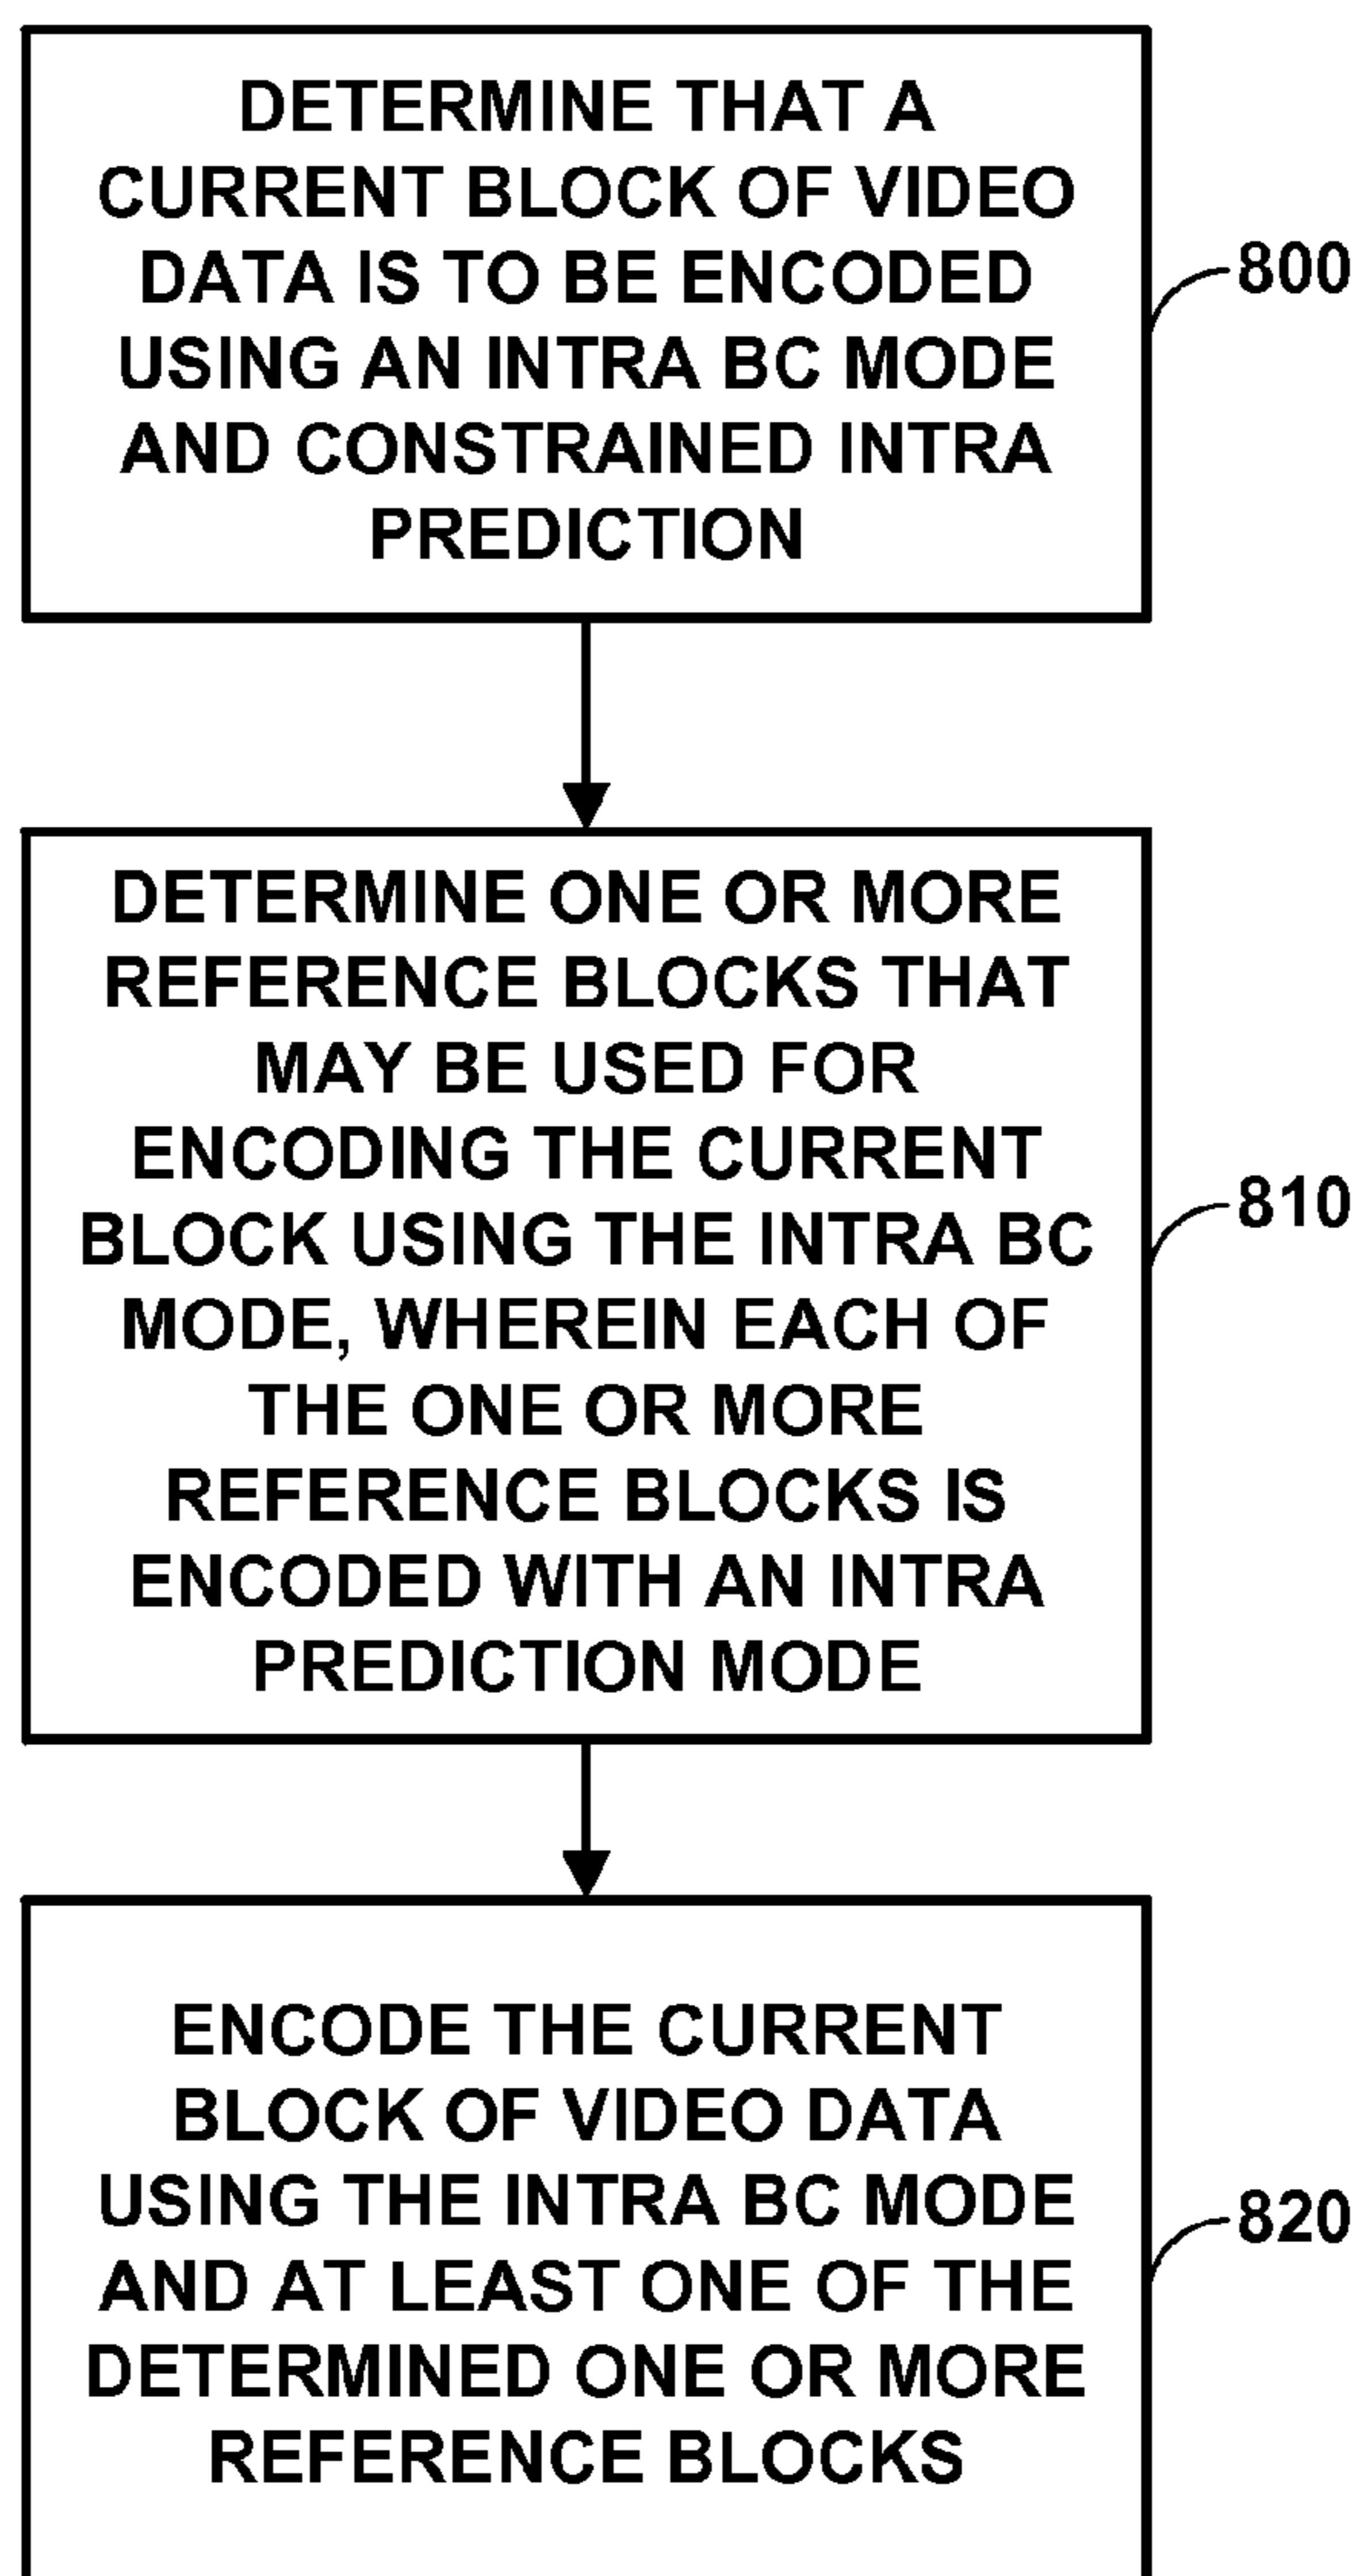 DETERMINE THAT A
CURRENT BLOCK OF VIDEO
DATA IS TO BE ENCODED
USING AN INTRA BC MODE
AND CONSTRAINED INTRA
PREDICTION
800
DETERMINE ONE OR MORE
REFERENCE BLOCKS THAT
MAY BE USED FOR
ENCODING THE CURRENT
BLOCK USING THE INTRA BC
MODE, WHEREIN EACH OF
THE ONE OR MORE
REFERENCE BLOCKS IS
ENCODED WITH AN INTRA
PREDICTION MODE
810
ENCODE THE CURRENT
BLOCK OF VIDEO DATA
USING THE INTRA BC MODE
AND AT LEAST ONE OF THE
DETERMINED ONE OR MORE
REFERENCE BLOCKS
820